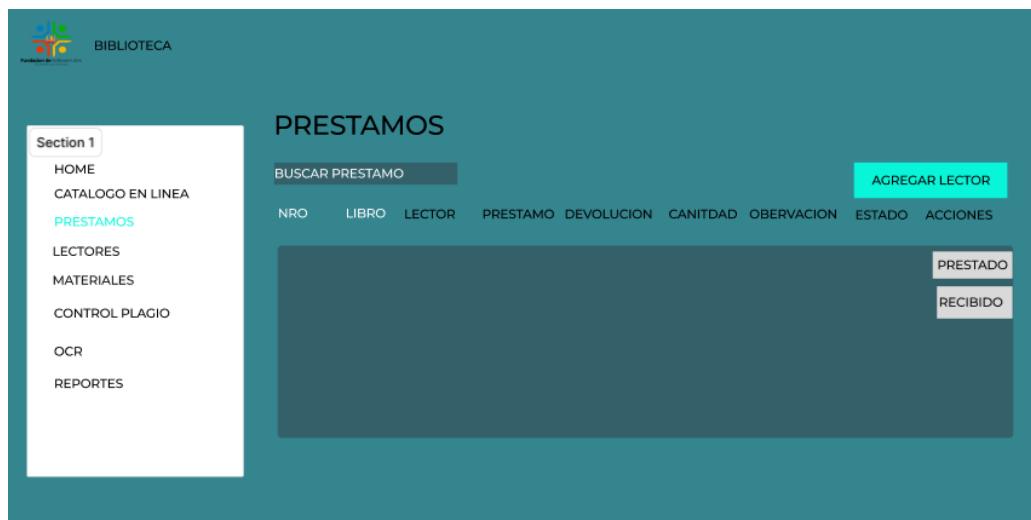 BIBLIOTECA
Section 1
HOME
CATALOGO EN LINEA
PRESTAMOS
LECTORES
MATERIALES
CONTROL PLAGIO
OCR
REPORTES
PRESTAMOS
BUSCAR PRESTAMO
AGREGAR LECTOR
NRO LIBRO LECTOR PRESTAMO DEVOLUCION CANITDAD OBERVACION ESTADO ACCIONES
PRESTADO
RECIBIDO